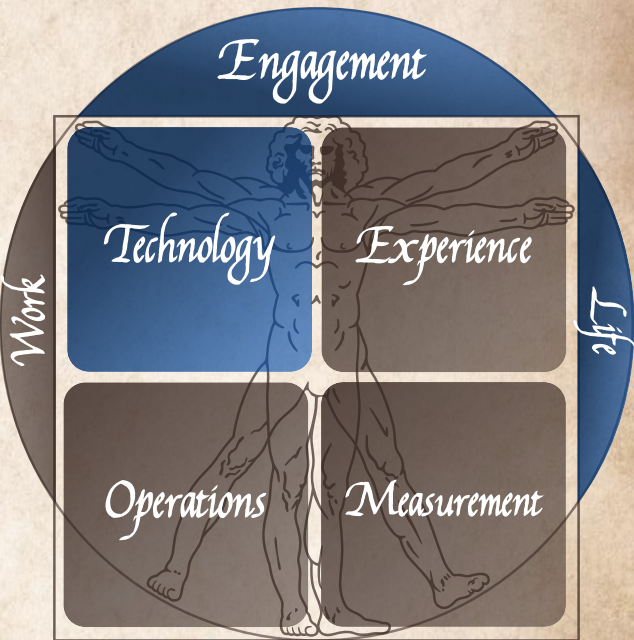 Engagement
Technology
Experience
Work
Life
Operations
Measurement